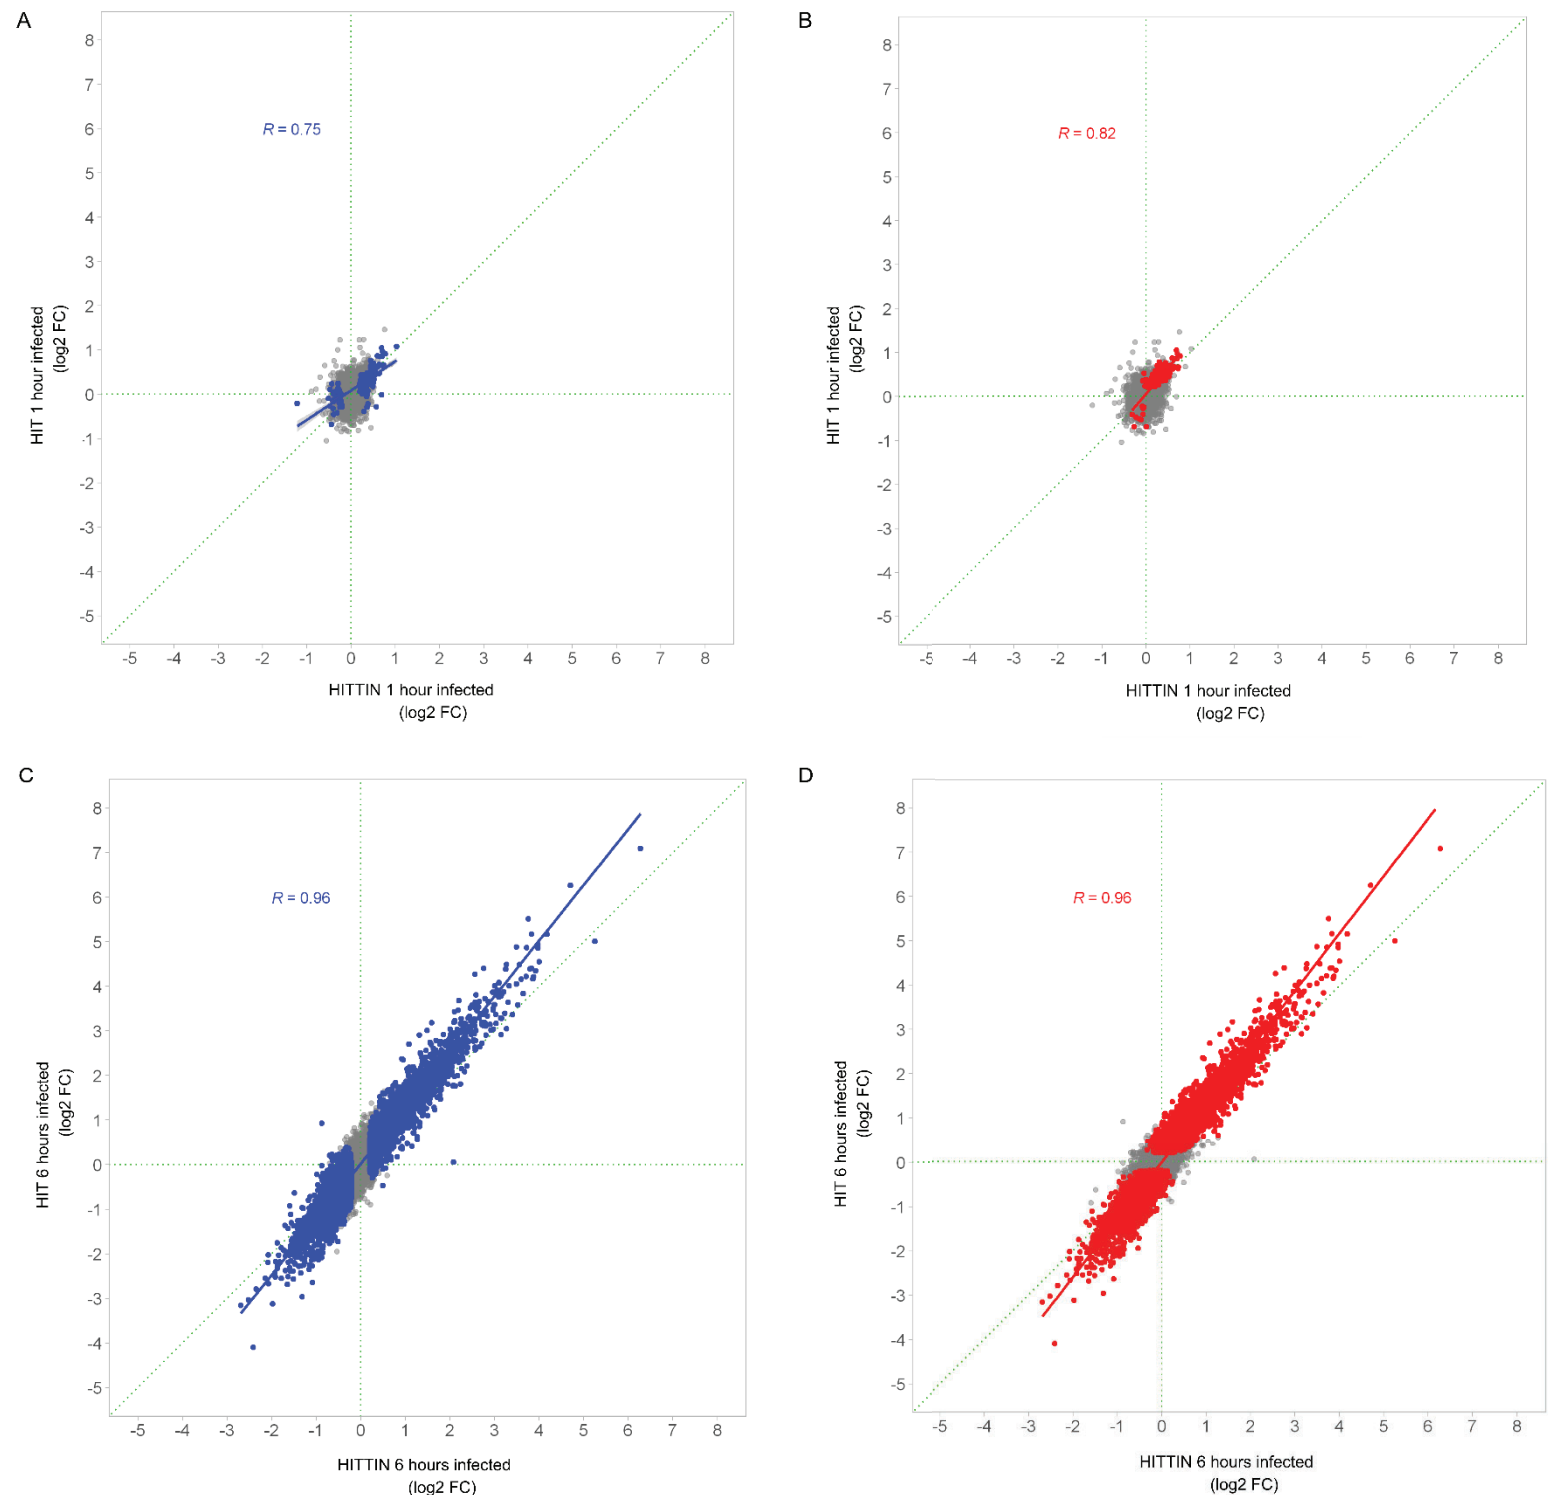 A
8
7
6
5
4
3
2
1
0
-1
-2
-3
-4
-5
R = 0.75
HIT 1 hour infected
(log2 FC)
-5 -4 -3 -2 -1 0 1 2 3 4 5 6 7 8
HITTIN 1 hour infected
(log2 FC)
B
8
7
6
5
4
3
2
1
0
-1
-2
-3
-4
-5
R = 0.82
HIT 1 hour infected
(log2 FC)
-5 -4 -3 -2 -1 0 1 2 3 4 5 6 7 8
HITTIN 1 hour infected
(log2 FC)
C
8
7
6
5
4
3
2
1
0
-1
-2
-3
-4
-5
R = 0.96
HIT 6 hours infected
(log2 FC)
-5 -4 -3 -2 -1 0 1 2 3 4 5 6 7 8
HITTIN 6 hours infected
(log2 FC)
D
8
7
6
5
4
3
2
1
0
-1
-2
-3
-4
-5
R = 0.96
HIT 6 hours infected
(log2 FC)
-5 -4 -3 -2 -1 0 1 2 3 4 5 6 7 8
HITTIN 6 hours infected
(log2 FC)